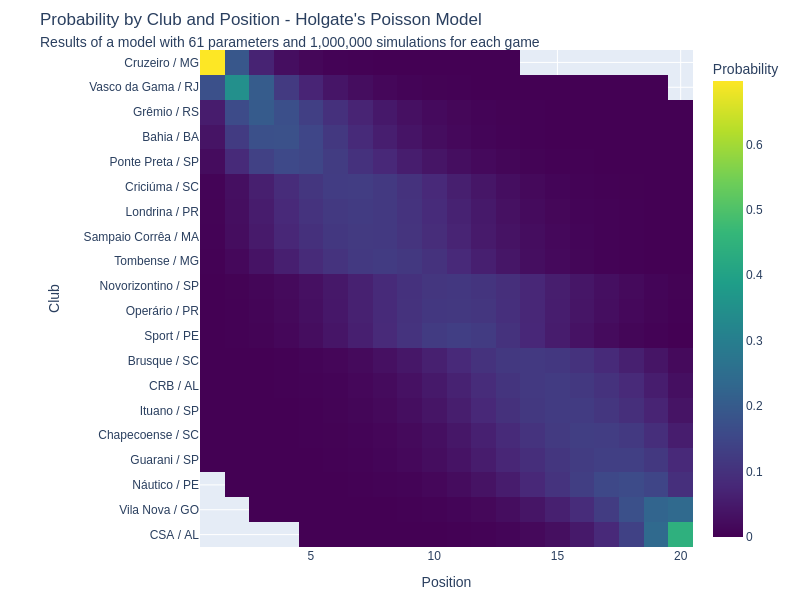 Probability by Club and Position - Holgate's Poisson Model
Results of a model with 61 parameters and 1,000,000 simulations for each game
Probability
Cruzeiro / MG
Vasco da Gama / RJ
Grêmio / RS
Bahia / BA
Ponte Preta / SP
Criciúma / SC
Londrina / PR
Sampaio Corrêa / MA
Tombense / MG
Novorizontino / SP
Operário / PR
Sport / PE
Brusque / SC
CRB / AL
Ituano / SP
Chapecoense / SC
Guarani / SP
Náutico / PE
Vila Nova / GO
CSA / AL
Club
5
10
15
20
Position
0.6
0.5
0.4
0.3
0.2
0.1
0